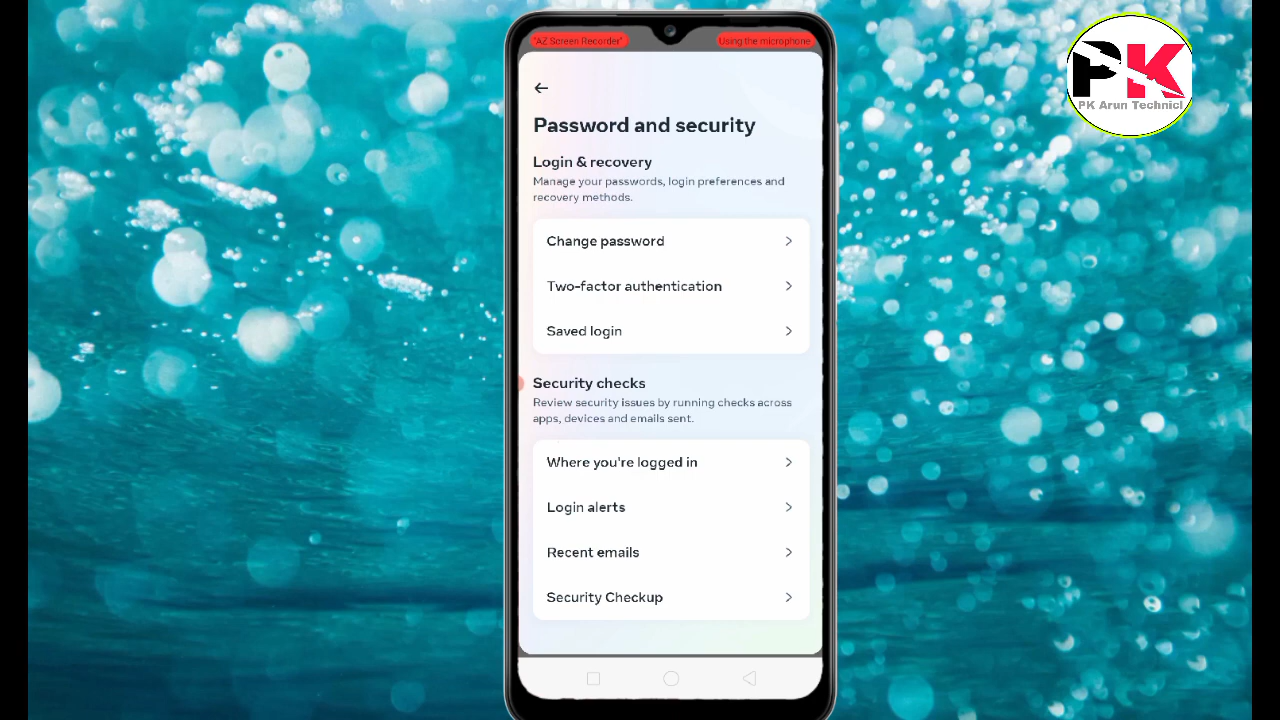 "AZ Screen Recorder"
Using the microphone
PK
PK Arun Technicl
Password and security
Login & recovery
Manage your passwords, login preferences and
recovery methods.
Change password
Two-factor authentication
Saved login
Security checks
Review security issues by running checks across
apps, devices and emails sent.
Where you're logged in
Login alerts
Recent emails
Security Checkup